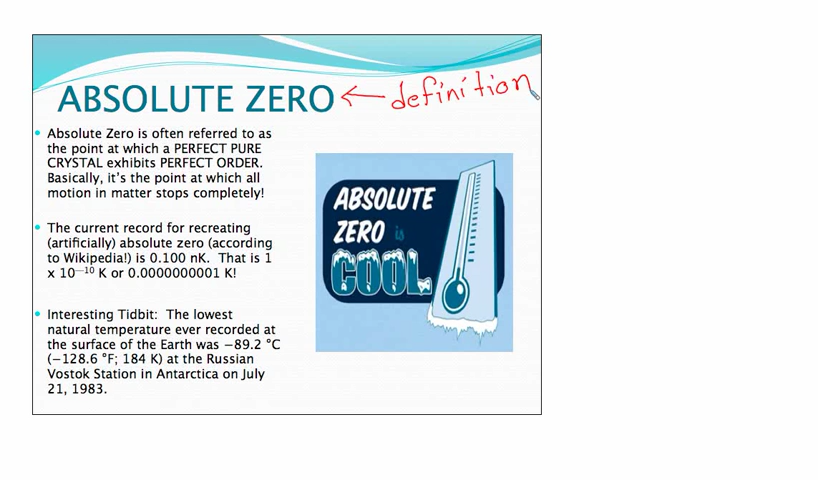 ABSOLUTE ZERO ← definition
• Absolute Zero is often referred to as
the point at which a PERFECT PURE
CRYSTAL exhibits PERFECT ORDER.
Basically, it's the point at which all
motion in matter stops completely!
• The current record for recreating
(artificially) absolute zero (according
to Wikipedia!) is 0.100 nK. That is 1
x 10⁻¹⁰ K or 0.0000000001 K!
• Interesting Tidbit: The lowest
natural temperature ever recorded at
the surface of the Earth was −89.2 °C
(−128.6 °F; 184 K) at the Russian
Vostok Station in Antarctica on July
21, 1983.
ABSOLUTE
ZERO is
COOL